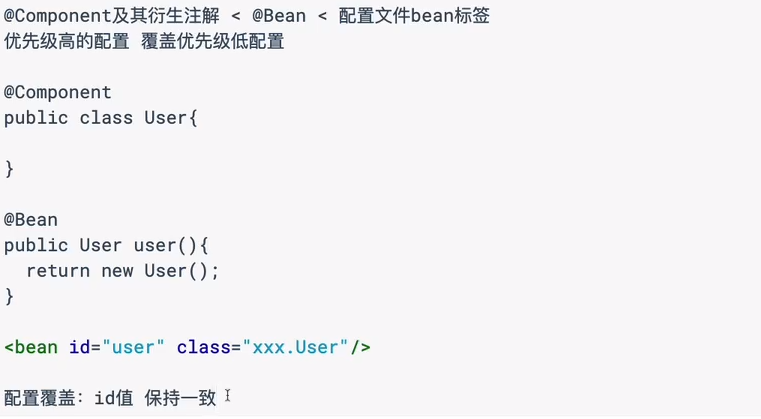 @Component及其衍生注解 < @Bean < 配置文件bean标签
优先级高的配置 覆盖优先级低配置
@Component
public class User{
}
@Bean
public User user(){
return new User();
}
<bean id="user" class="xxx.User"/>
配置覆盖: id值 保持一致